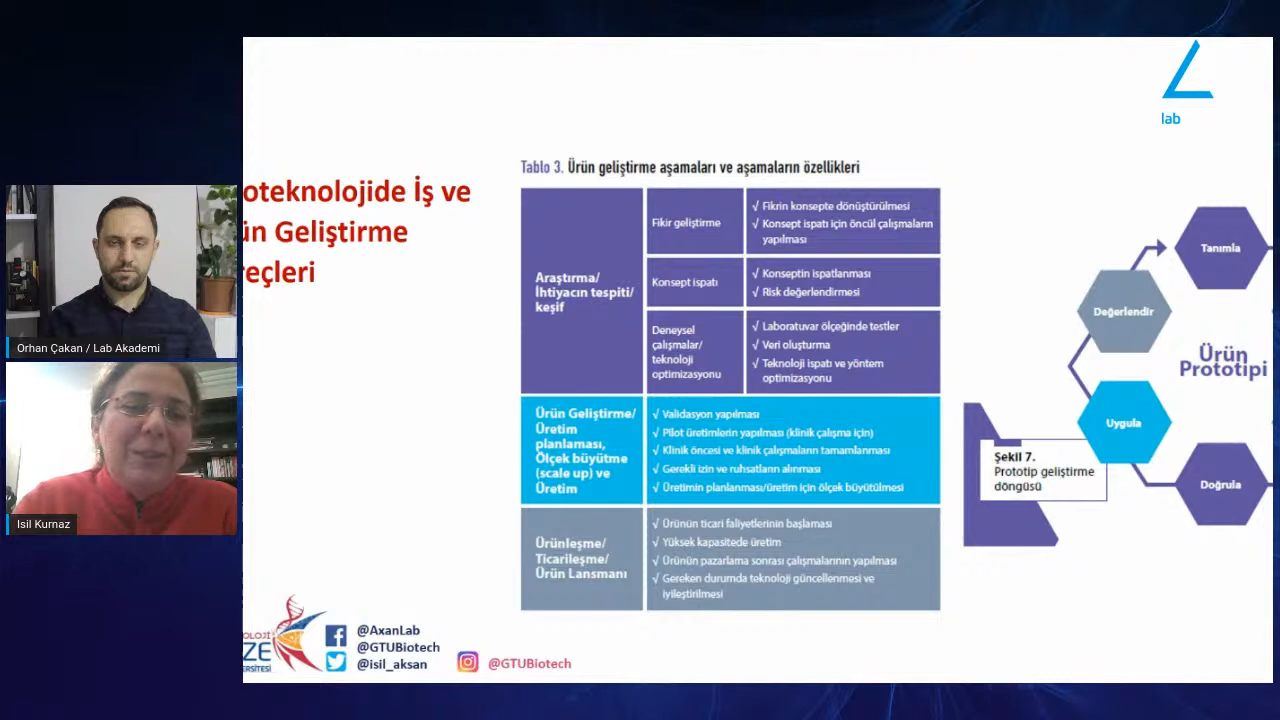 lab
oteknolojide İş ve
ün Geliştirme
reçleri
Tablo 3. Ürün geliştirme aşamaları ve aşamaların özellikleri
Araştırma/
İhtiyacın tespiti/
keşif
Fikir geliştirme
√ Fikrin konsepte dönüştürülmesi
√ Konsept ispatı için öncül çalışmaların
yapılması
Konsept ispatı
√ Konseptin ispatlanması
√ Risk değerlendirmesi
Deneysel
çalışmalar/
teknoloji
optimizasyonu
√ Laboratuvar ölçeğinde testler
√ Veri oluşturma
√ Teknoloji ispatı ve yöntem
optimizasyonu
Ürün Geliştirme/
Üretim
planlaması,
Ölçek büyütme
(scale up) ve
Üretim
√ Validasyon yapılması
√ Pilot üretimlerin yapılması (klinik çalışma için)
√ Klinik öncesi ve klinik çalışmaların tamamlanması
√ Gerekli izin ve ruhsatların alınması
√ Üretimin planlanması/üretim için ölçek büyütülmesi
Ürünleşme/
Ticarileşme/
Ürün Lansmanı
√ Ürünün ticari faliyetlerinin başlaması
√ Yüksek kapasitede üretim
√ Ürünün pazarlama sonrası çalışmalarının yapılması
√ Gereken durumda teknoloji güncellenmesi ve
iyileştirilmesi
Tanımla
Değerlendir
Ürün
Prototipi
Uygula
Doğrula
Şekil 7.
Prototip geliştirme
döngüsü
Orhan Çakan / Lab Akademi
Isil Kurnaz
OLOJİ
ZE
ERSİTESİ
@AxanLab
@GTUBiotech
@isil_aksan
@GTUBiotech